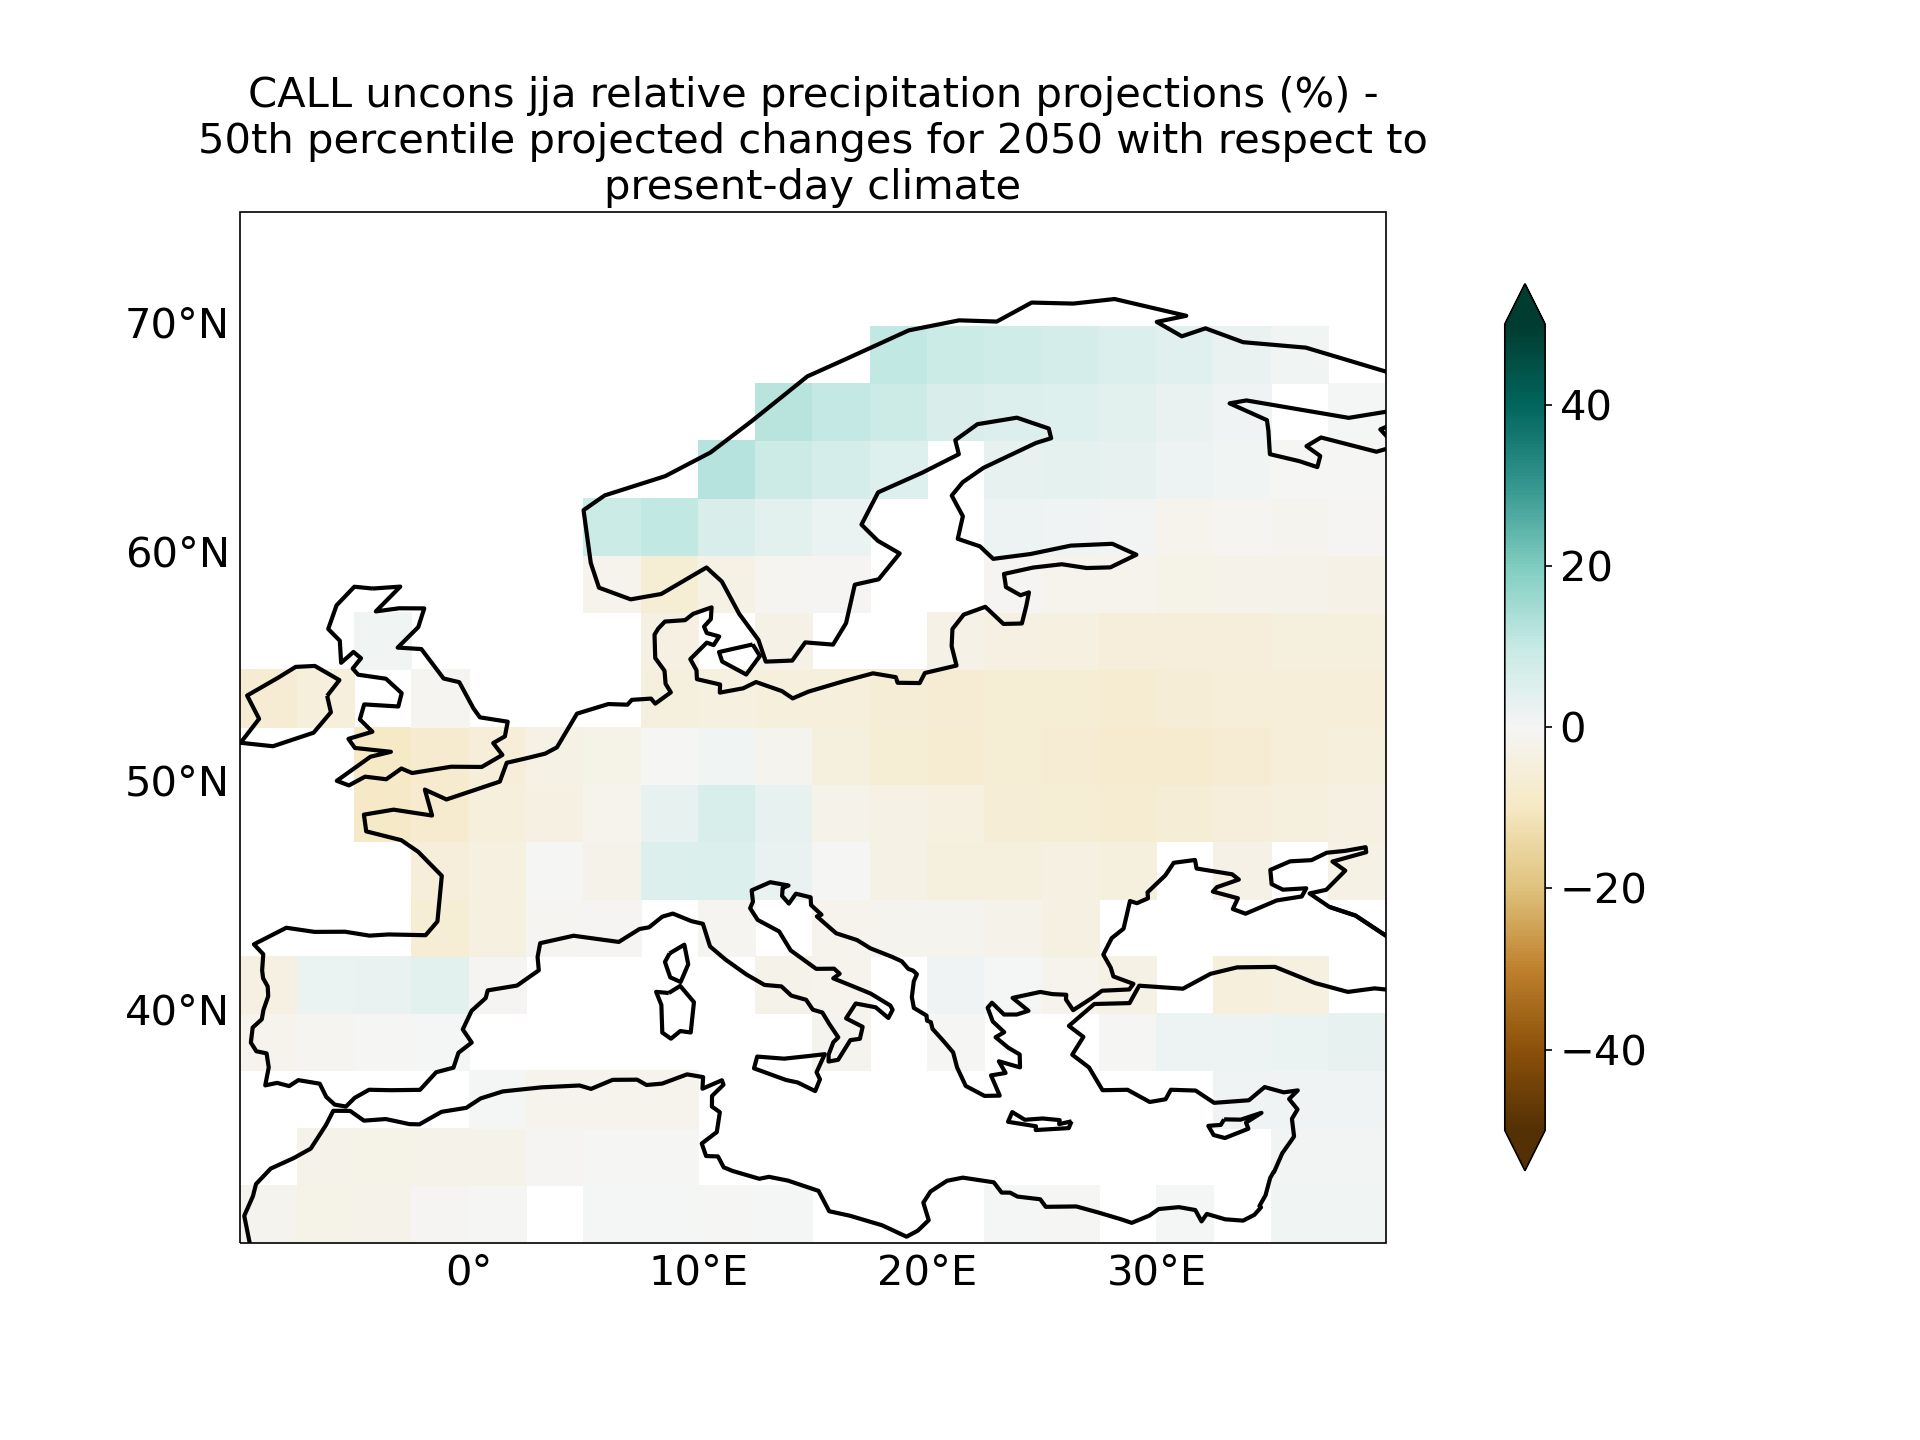 CALL uncons jja relative precipitation projections (%) -
50th percentile projected changes for 2050 with respect to
present-day climate
70°N
60°N
50°N
40°N
0°
10°E
20°E
30°E
40
20
0
−20
−40